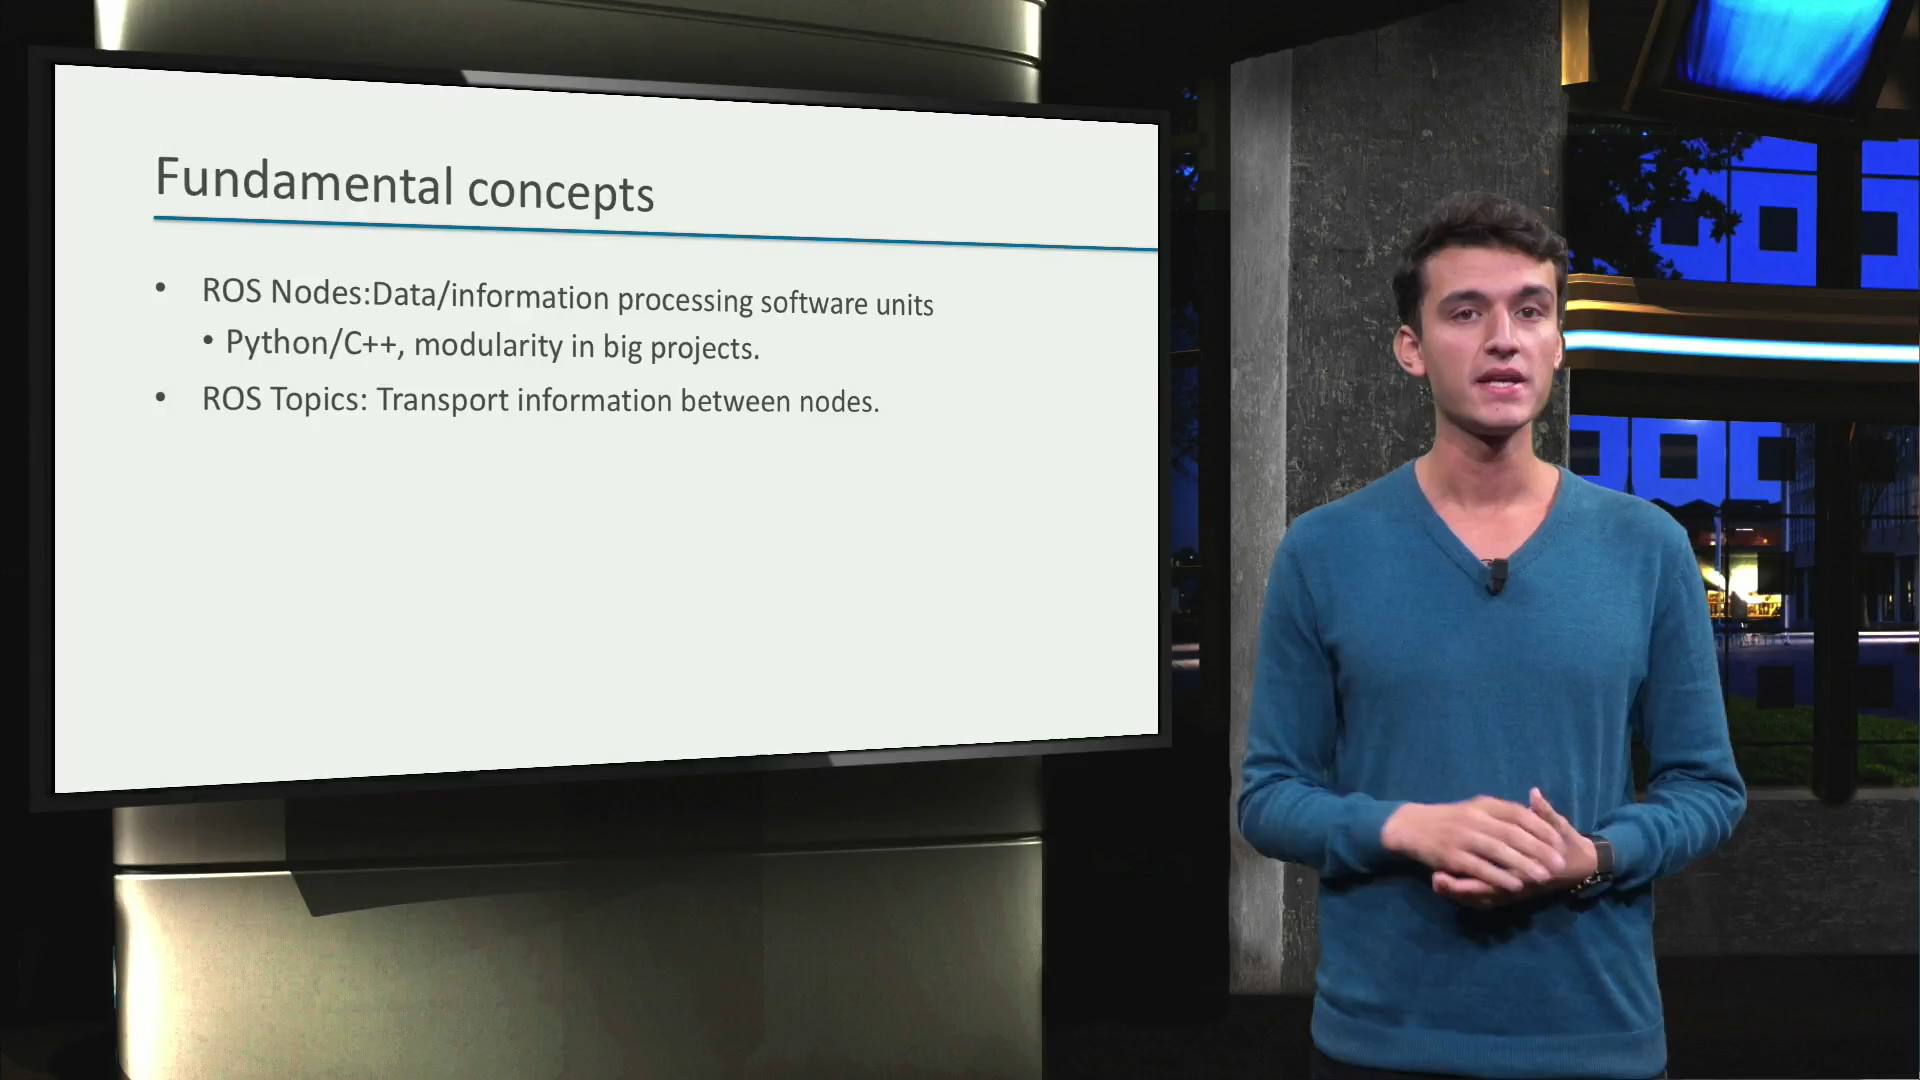 Fundamental concepts
• ROS Nodes:Data/information processing software units
• Python/C++, modularity in big projects.
• ROS Topics: Transport information between nodes.